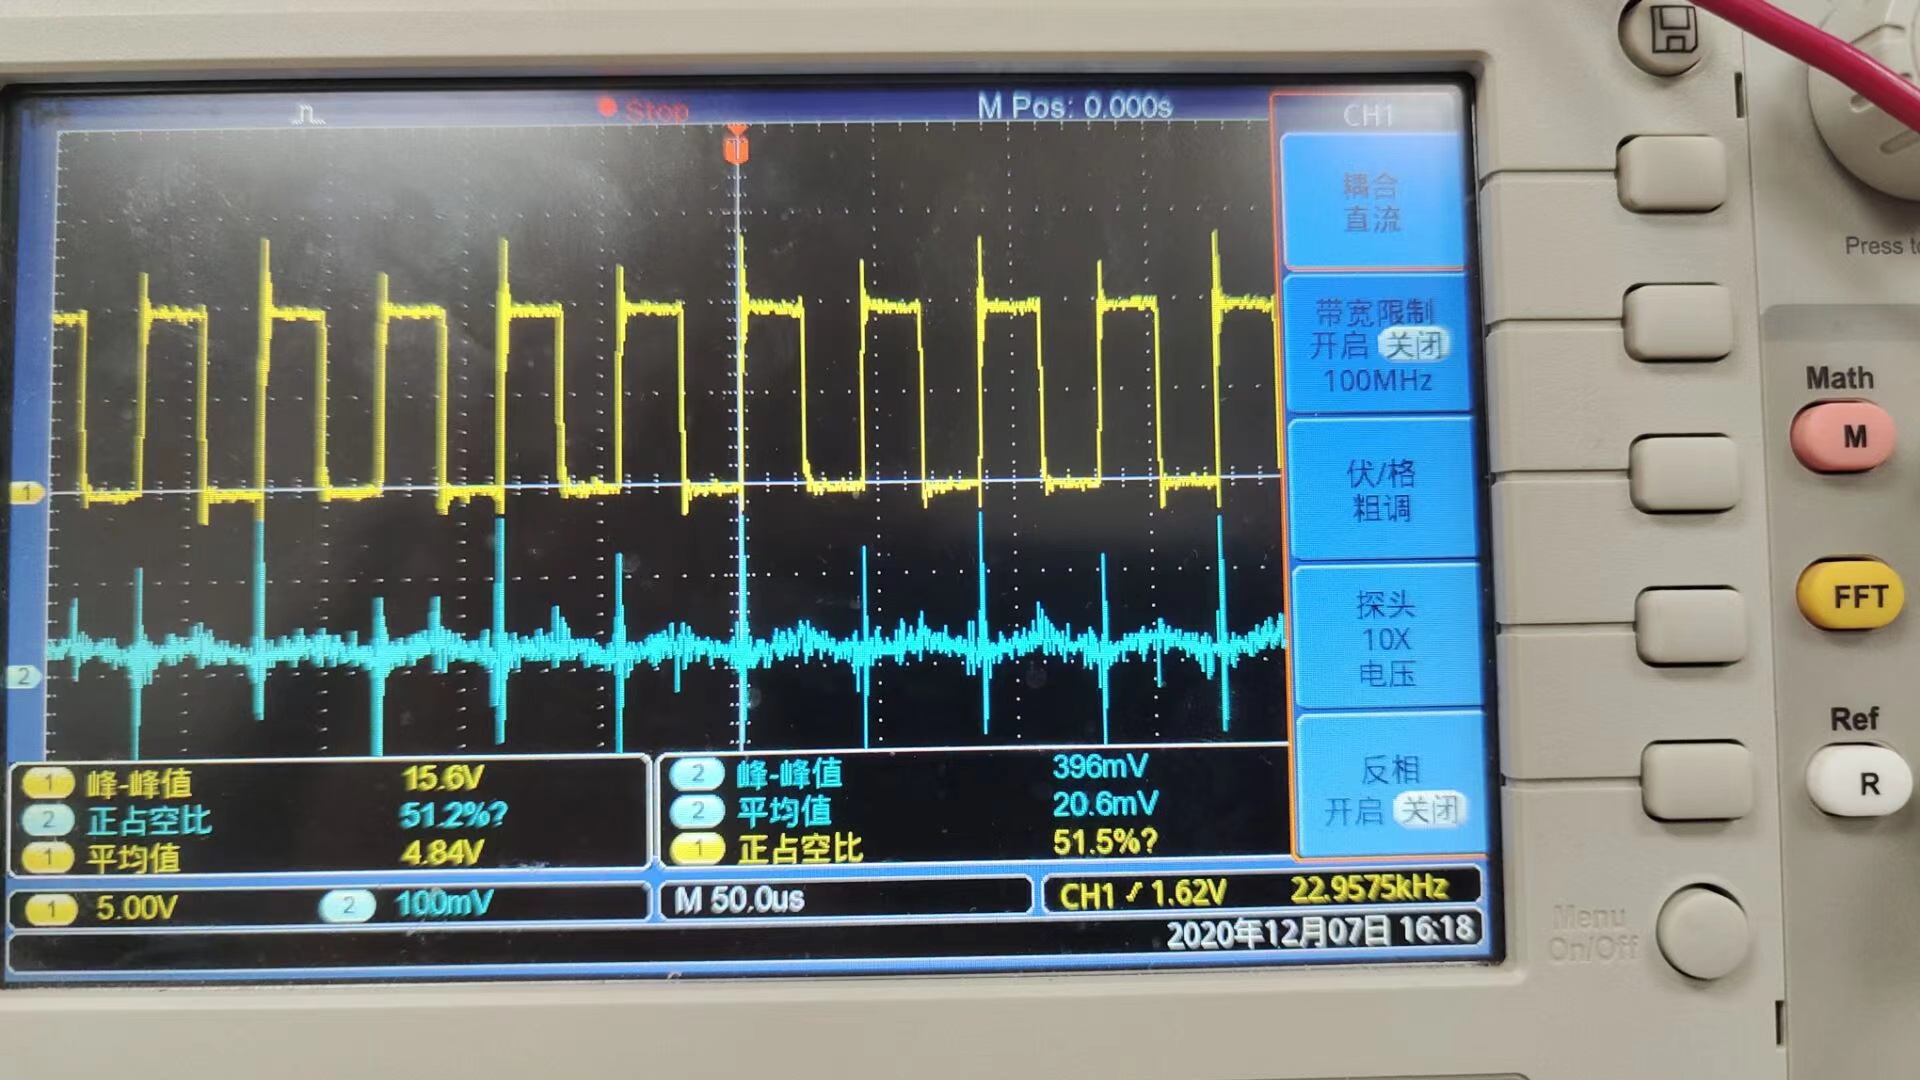 Stop
M Pos: 0.000s
CH1
耦合
直流
带宽限制
开启 关闭
100MHz
伏/格
粗调
探头
10X
电压
反相
开启 关闭
1
2
1 峰-峰值 15.6V
2 正占空比 51.2%?
1 平均值 4.84V
2 峰-峰值 396mV
2 平均值 20.6mV
1 正占空比 51.5%?
1 5.00V 2 100mV
M 50.0us
CH1 1.62V 22.9575kHz
2020年12月07日 16:18
Press to
Math
M
FFT
Ref
R
Menu
On/Off